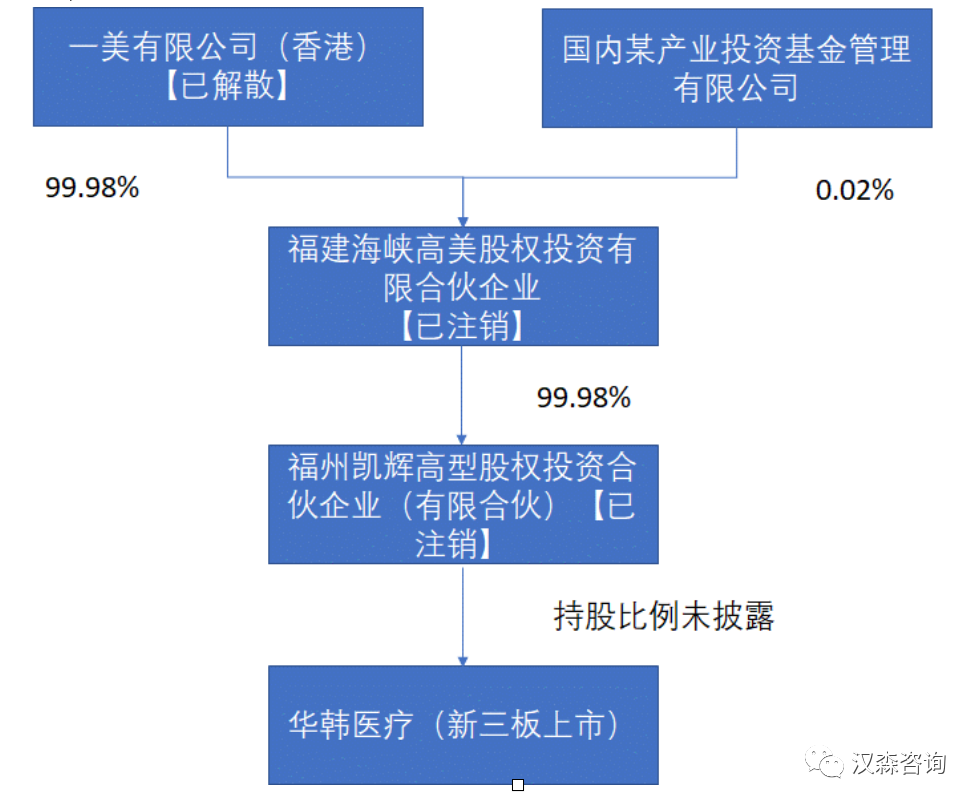 一美有限公司（香港）
【已解散】
国内某产业投资基金管理
有限公司
99.98%
0.02%
福建海峡高美股权投资有
限合伙企业
【已注销】
99.98%
福州凯辉高型股权投资合
伙企业（有限合伙）【已
注销】
持股比例未披露
华韩医疗（新三板上市）
汉森咨询